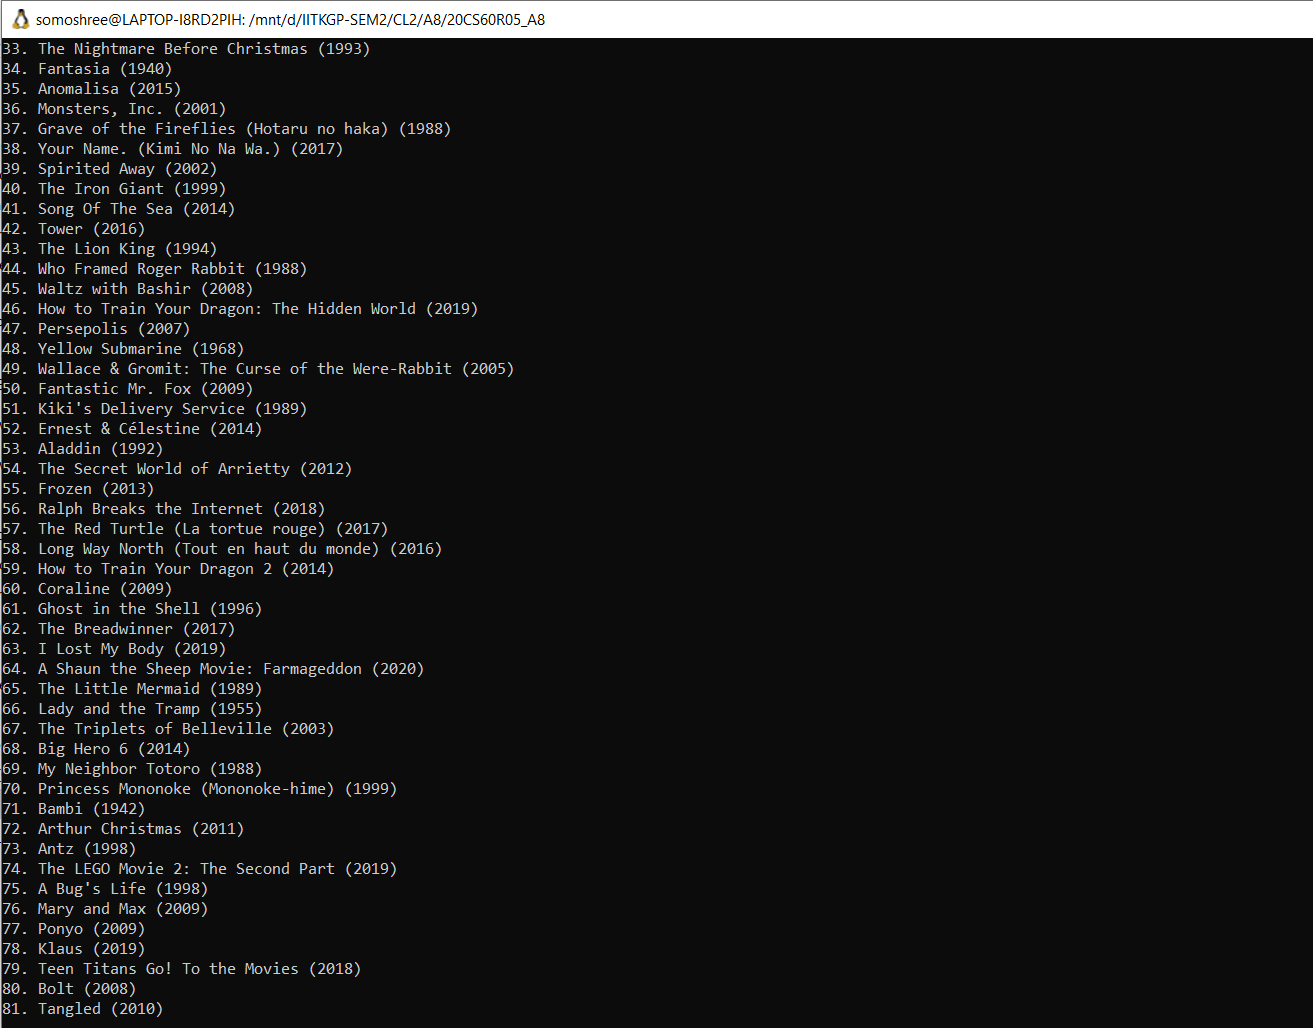 somoshree@LAPTOP-I8RD2PIH: /mnt/d/IITKGP-SEM2/CL2/A8/20CS60R05_A8
33. The Nightmare Before Christmas (1993)
34. Fantasia (1940)
35. Anomalisa (2015)
36. Monsters, Inc. (2001)
37. Grave of the Fireflies (Hotaru no haka) (1988)
38. Your Name. (Kimi No Na Wa.) (2017)
39. Spirited Away (2002)
40. The Iron Giant (1999)
41. Song Of The Sea (2014)
42. Tower (2016)
43. The Lion King (1994)
44. Who Framed Roger Rabbit (1988)
45. Waltz with Bashir (2008)
46. How to Train Your Dragon: The Hidden World (2019)
47. Persepolis (2007)
48. Yellow Submarine (1968)
49. Wallace & Gromit: The Curse of the Were-Rabbit (2005)
50. Fantastic Mr. Fox (2009)
51. Kiki's Delivery Service (1989)
52. Ernest & Célestine (2014)
53. Aladdin (1992)
54. The Secret World of Arrietty (2012)
55. Frozen (2013)
56. Ralph Breaks the Internet (2018)
57. The Red Turtle (La tortue rouge) (2017)
58. Long Way North (Tout en haut du monde) (2016)
59. How to Train Your Dragon 2 (2014)
60. Coraline (2009)
61. Ghost in the Shell (1996)
62. The Breadwinner (2017)
63. I Lost My Body (2019)
64. A Shaun the Sheep Movie: Farmageddon (2020)
65. The Little Mermaid (1989)
66. Lady and the Tramp (1955)
67. The Triplets of Belleville (2003)
68. Big Hero 6 (2014)
69. My Neighbor Totoro (1988)
70. Princess Mononoke (Mononoke-hime) (1999)
71. Bambi (1942)
72. Arthur Christmas (2011)
73. Antz (1998)
74. The LEGO Movie 2: The Second Part (2019)
75. A Bug's Life (1998)
76. Mary and Max (2009)
77. Ponyo (2009)
78. Klaus (2019)
79. Teen Titans Go! To the Movies (2018)
80. Bolt (2008)
81. Tangled (2010)